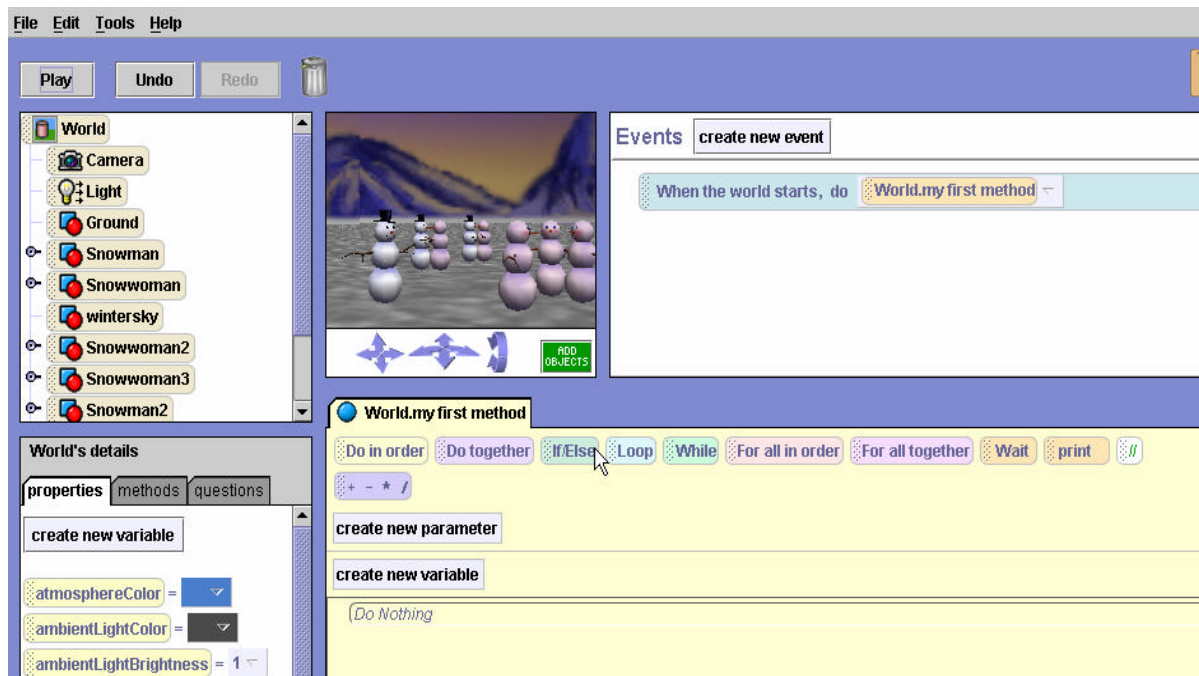 File Edit Tools Help
Play Undo Redo
World
Camera
Light
Ground
Snowman
Snowwoman
wintersky
Snowwoman2
Snowwoman3
Snowman2
ADD
OBJECTS
Events create new event
When the world starts, do World.my first method
World's details
properties methods questions
create new variable
atmosphereColor =
ambientLightColor =
ambientLightBrightness = 1
World.my first method
Do in order Do together If/Else Loop While For all in order For all together Wait print //
+ - * /
create new parameter
create new variable
(Do Nothing